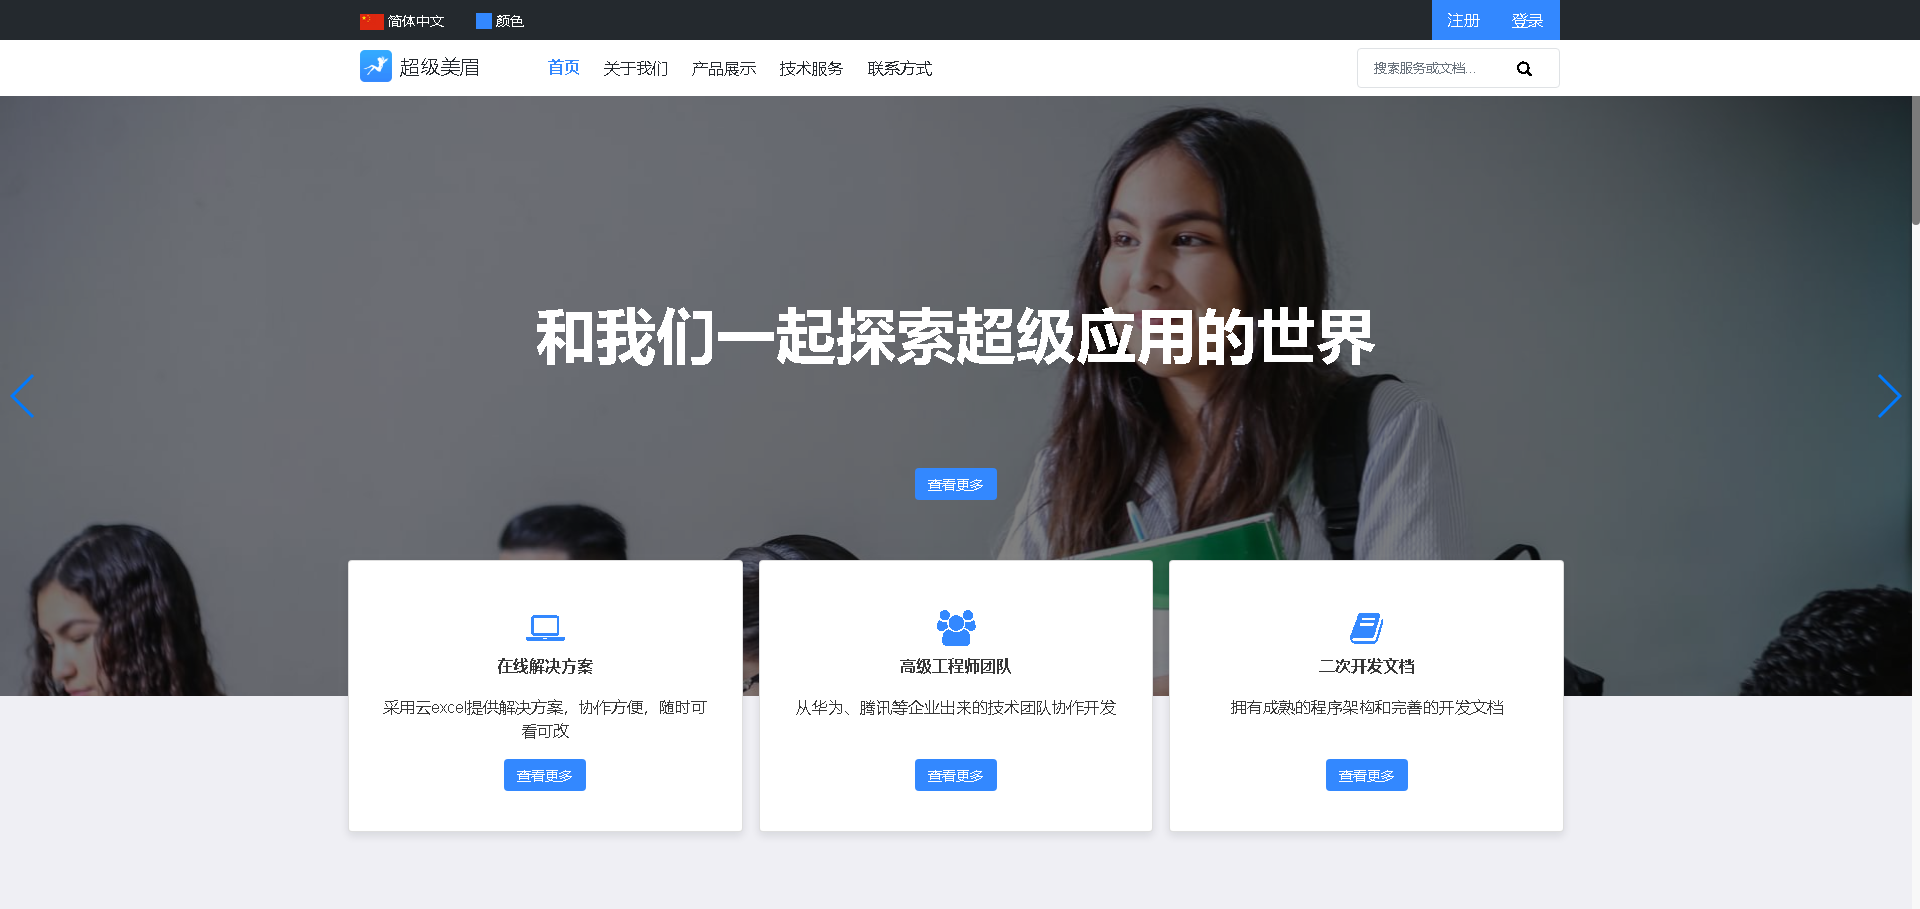 简体中文 颜色 注册 登录
超级美眉 首页 关于我们 产品展示 技术服务 联系方式 搜索服务或文档...
和我们一起探索超级应用的世界
查看更多
在线解决方案
采用云excel提供解决方案，协作方便，随时可
看可改
查看更多
高级工程师团队
从华为、腾讯等企业出来的技术团队协作开发
查看更多
二次开发文档
拥有成熟的程序架构和完善的开发文档
查看更多